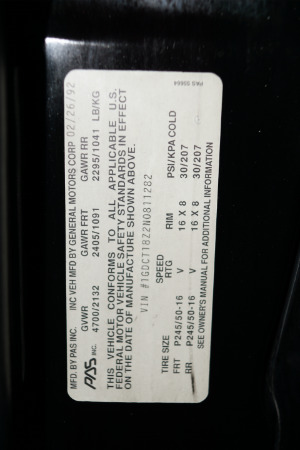 MFD. BY PAS INC. INC VEH MFD BY GENERAL MOTORS CORP 02/26/92
GVWR GAWR FRT GAWR RR
PAS INC. 4700/2132 2405/1091 2295/1041 LB/KG
THIS VEHICLE CONFORMS TO ALL APPLICABLE U.S.
FEDERAL MOTOR VEHICLE SAFETY STANDARDS IN EFFECT
ON THE DATE OF MANUFACTURE SHOWN ABOVE.
VIN #1GDCT18Z2N0811282
TIRE SIZE SPEED RTG RIM PSI/KPA COLD
FRT P245/50-16 V 16 X 8 30/207
RR P245/50-16 V 16 X 8 30/207
SEE OWNER'S MANUAL FOR ADDITIONAL INFORMATION